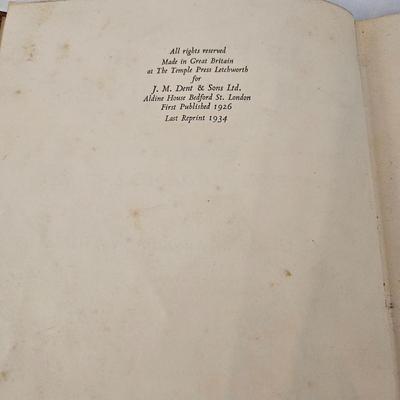 All rights reserved
Made in Great Britain
at The Temple Press Letchworth
for
J. M. Dent & Sons Ltd.
Aldine House Bedford St. London
First Published 1926
Last Reprint 1934